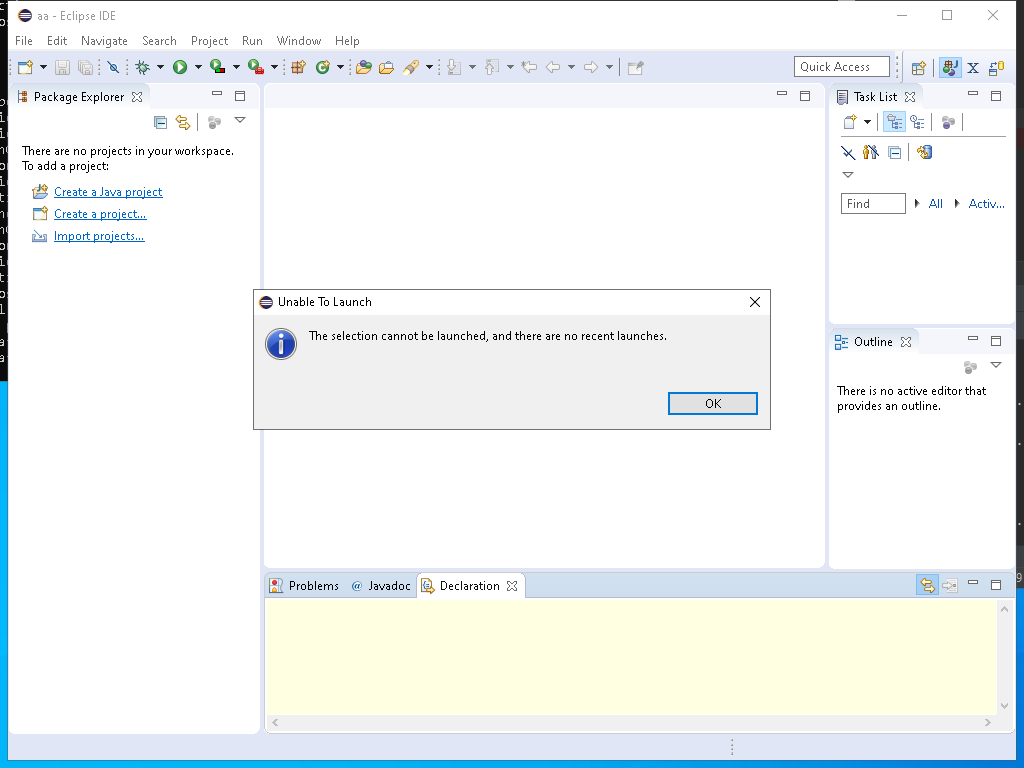 aa - Eclipse IDE
File Edit Navigate Search Project Run Window Help
Quick Access
Package Explorer
There are no projects in your workspace.
To add a project:
Create a Java project
Create a project...
Import projects...
Task List
Find All Activ...
Unable To Launch
The selection cannot be launched, and there are no recent launches.
OK
Outline
There is no active editor that
provides an outline.
Problems @ Javadoc Declaration